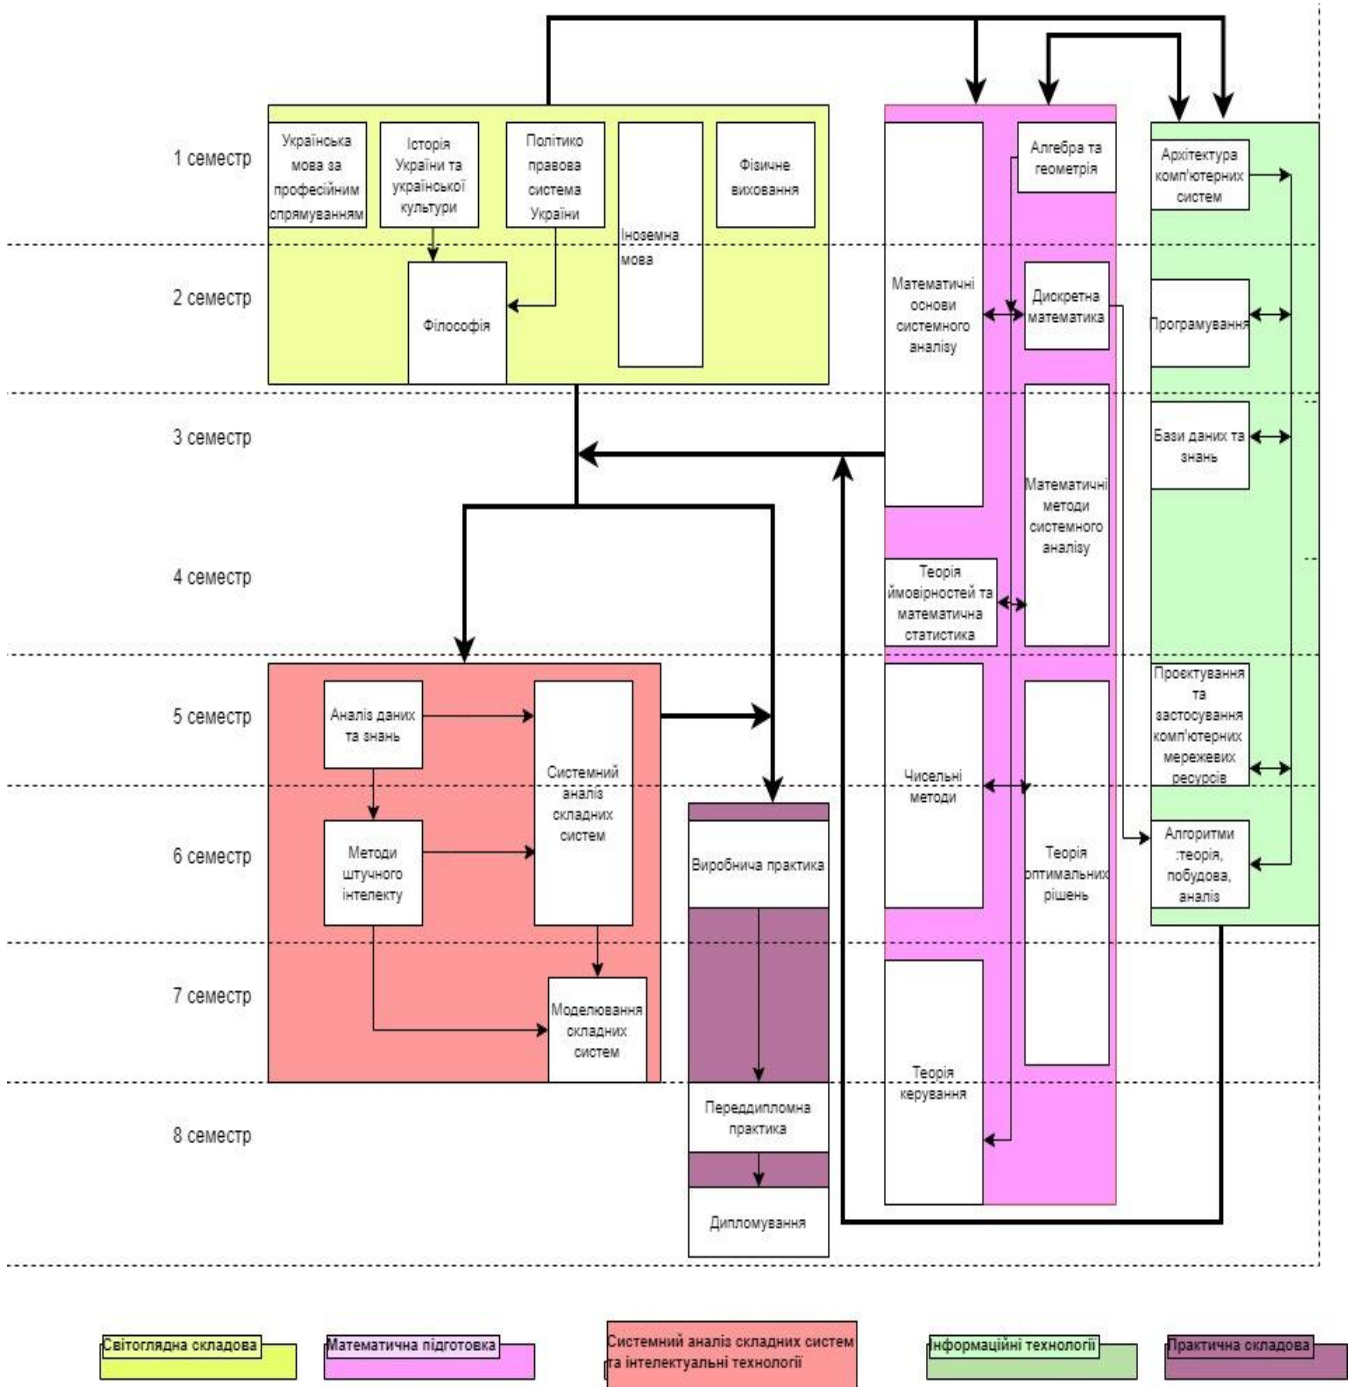 1 семестр
Українська
мова за
професійним
спрямуванням
Історія
України та
української
культури
Політико
правова
система
України
Іноземна
мова
Фізичне
виховання
Алгебра та
геометрія
Архітектура
комп'ютерних
систем
2 семестр
Філософія
Математичні
основи
системного
аналізу
Дискретна
математика
Програмування
3 семестр
Бази даних та
знань
Математичні
методи
системного
аналізу
4 семестр
Теорія
ймовірностей та
математична
статистика
5 семестр
Аналіз даних
та знань
Системний
аналіз
складних
систем
Чисельні
методи
Проєктування
та
застосування
комп'ютерних
мережевих
ресурсів
6 семестр
Методи
штучного
інтелекту
Виробнича практика
Теорія
оптимальних
рішень
Алгоритми
:теорія,
побудова,
аналіз
7 семестр
Моделювання
складних
систем
Теорія
керування
8 семестр
Переддипломна
практика
Дипломування
Світоглядна складова
Математична підготовка
Системний аналіз складних систем
та інтелектуальні технології
Інформаційні технології
Практична складова